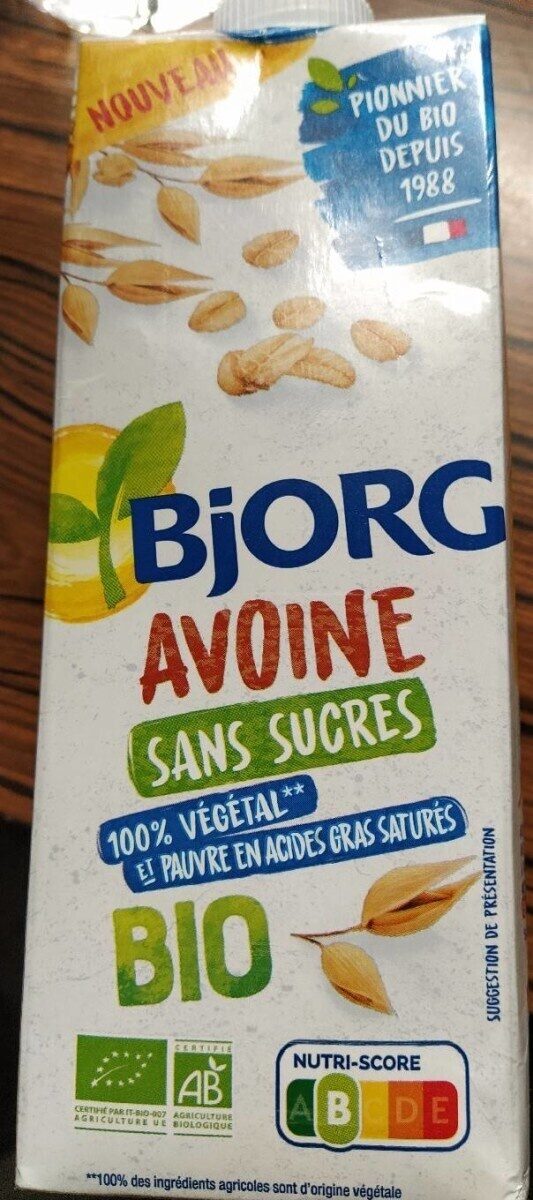 NOUVEAU
PIONNIER
DU BIO
DEPUIS
1988
BjORG
AVOINE
SANS SUCRES
100% VÉGÉTAL**
ET PAUVRE EN ACIDES GRAS SATURÉS
BIO
SUGGESTION DE PRÉSENTATION
CERTIFIÉ
AB
CERTIFIÉ PAR IT-BIO-007
AGRICULTURE UE
AGRICULTURE
BIOLOGIQUE
NUTRI-SCORE
A B C D E
**100% des ingrédients agricoles sont d'origine végétale